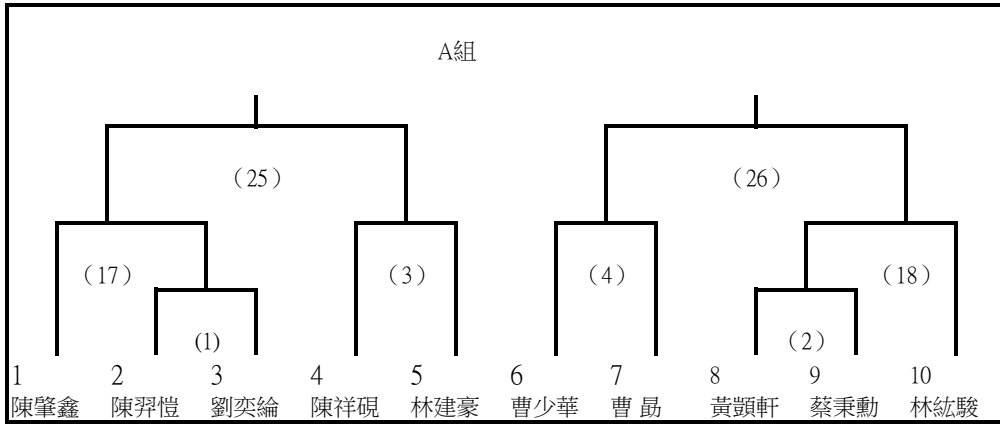 A組
（25） （26）
（17） （3） （4） （18）
(1) （2）
1 2 3 4 5 6 7 8 9 10
陳肇鑫 陳羿愷 劉奕綸 陳祥硯 林建豪 曹少華 曹 勗 黃顗軒 蔡秉勳 林紘駿